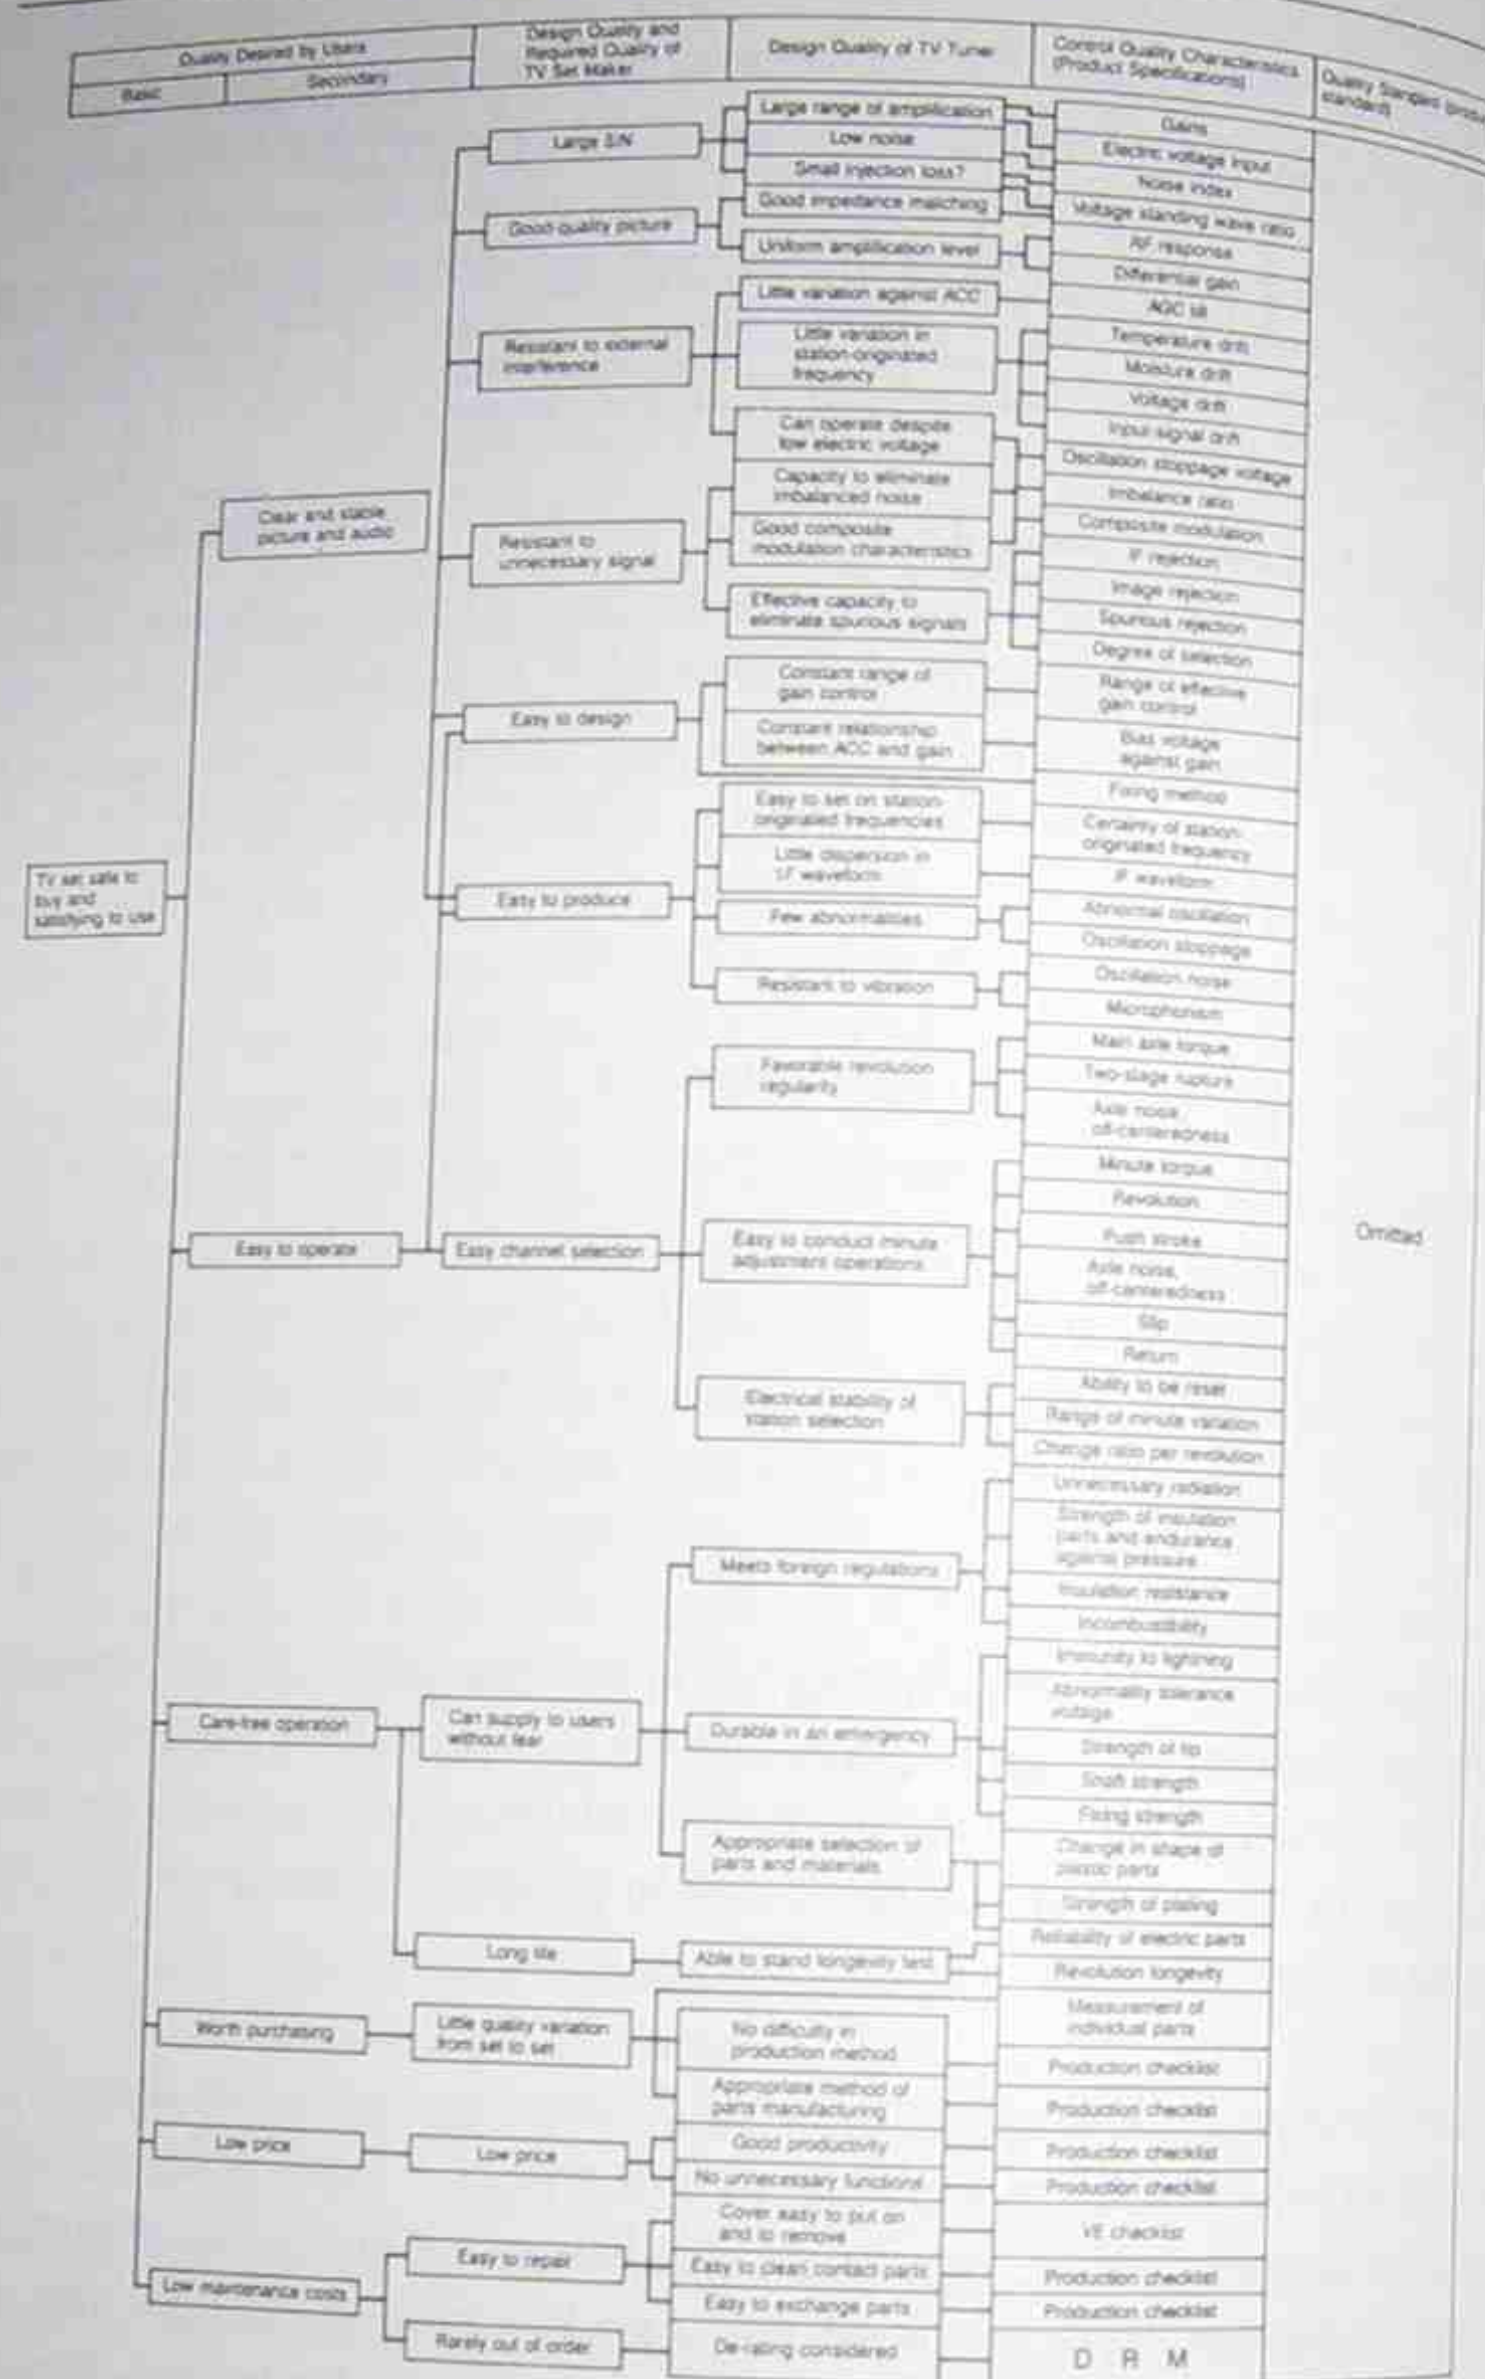 Quality Desired by Users
Basic
Secondary
Design Quality and
Required Quality of
TV Set Maker
Design Quality of TV Tuner
Control Quality Characteristics
(Product Specifications)
Quality Standard (product
standard)
TV set safe to
buy and
satisfying to use
Clear and stable
picture and audio
Easy to operate
Care-free operation
Worth purchasing
Low price
Low maintenance costs
Large S/N
Good-quality picture
Resistant to external
interference
Resistant to
unnecessary signal
Easy to design
Easy to produce
Easy channel selection
Can supply to users
without fear
Long life
Little quality variation
from set to set
Low price
Easy to repair
Rarely out of order
Large range of amplification
Low noise
Small injection loss?
Good impedance matching
Uniform amplification level
Little variation against ACC
Little variation in
station-originated
frequency
Can operate despite
low electric voltage
Capacity to eliminate
imbalanced noise
Good composite
modulation characteristics
Effective capacity to
eliminate spurious signals
Constant range of
gain control
Constant relationship
between ACC and gain
Easy to set on station-
originated frequencies
Little dispersion in
waveform
Few abnormalities
Resistant to vibration
Favorable revolution
regularity
Easy to conduct minute
adjustment operations
Electrical stability of
station selection
Meets foreign regulations
Durable in an emergency
Appropriate selection of
parts and materials
Able to stand longevity test
No difficulty in
production method
Appropriate method of
parts manufacturing
Good productivity
No unnecessary functions
Cover easy to put on
and to remove
Easy to clean contact parts
Easy to exchange parts
De-rating considered
Gains
Electric voltage input
Noise index
Voltage standing wave ratio
RF response
Differential gain
AGC tilt
Temperature drift
Moisture drift
Voltage drift
Input signal drift
Oscillation stoppage voltage
Imbalance ratio
Composite modulation
IF rejection
Image rejection
Spurious rejection
Degree of selection
Range of effective
gain control
Bias voltage
against gain
Fixing method
Certainty of station-
originated frequency
IF waveform
Abnormal oscillation
Oscillation stoppage
Oscillation noise
Microphonism
Main axle torque
Two-stage rupture
Axle noise,
off-centeredness
Minute torque
Revolution
Push stroke
Axle noise,
off-centeredness
Slip
Return
Ability to be reset
Range of minute variation
Change ratio per revolution
Unnecessary radiation
Strength of insulation
parts and endurance
against pressure
Insulation resistance
Incombustibility
Immunity to lightning
Abnormality tolerance
voltage
Strength of tip
Shaft strength
Fixing strength
Change in shape of
plastic parts
Strength of plating
Reliability of electric parts
Revolution longevity
Measurement of
individual parts
Production checklist
Production checklist
Production checklist
Production checklist
VE checklist
Production checklist
Production checklist
D R M
Omitted